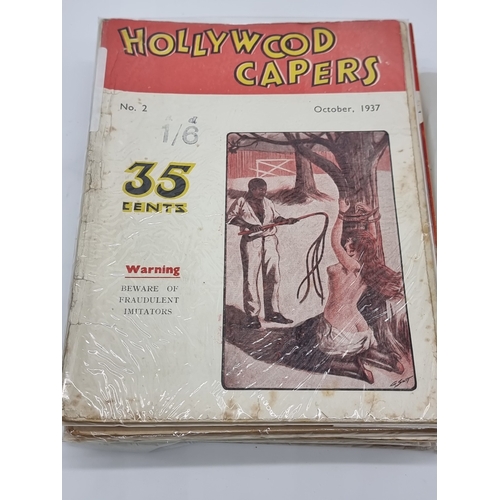 HOLLYWOOD
CAPERS
No. 2 October, 1937
1/6
35
CENTS
Warning
BEWARE OF
FRAUDULENT
IMITATORS